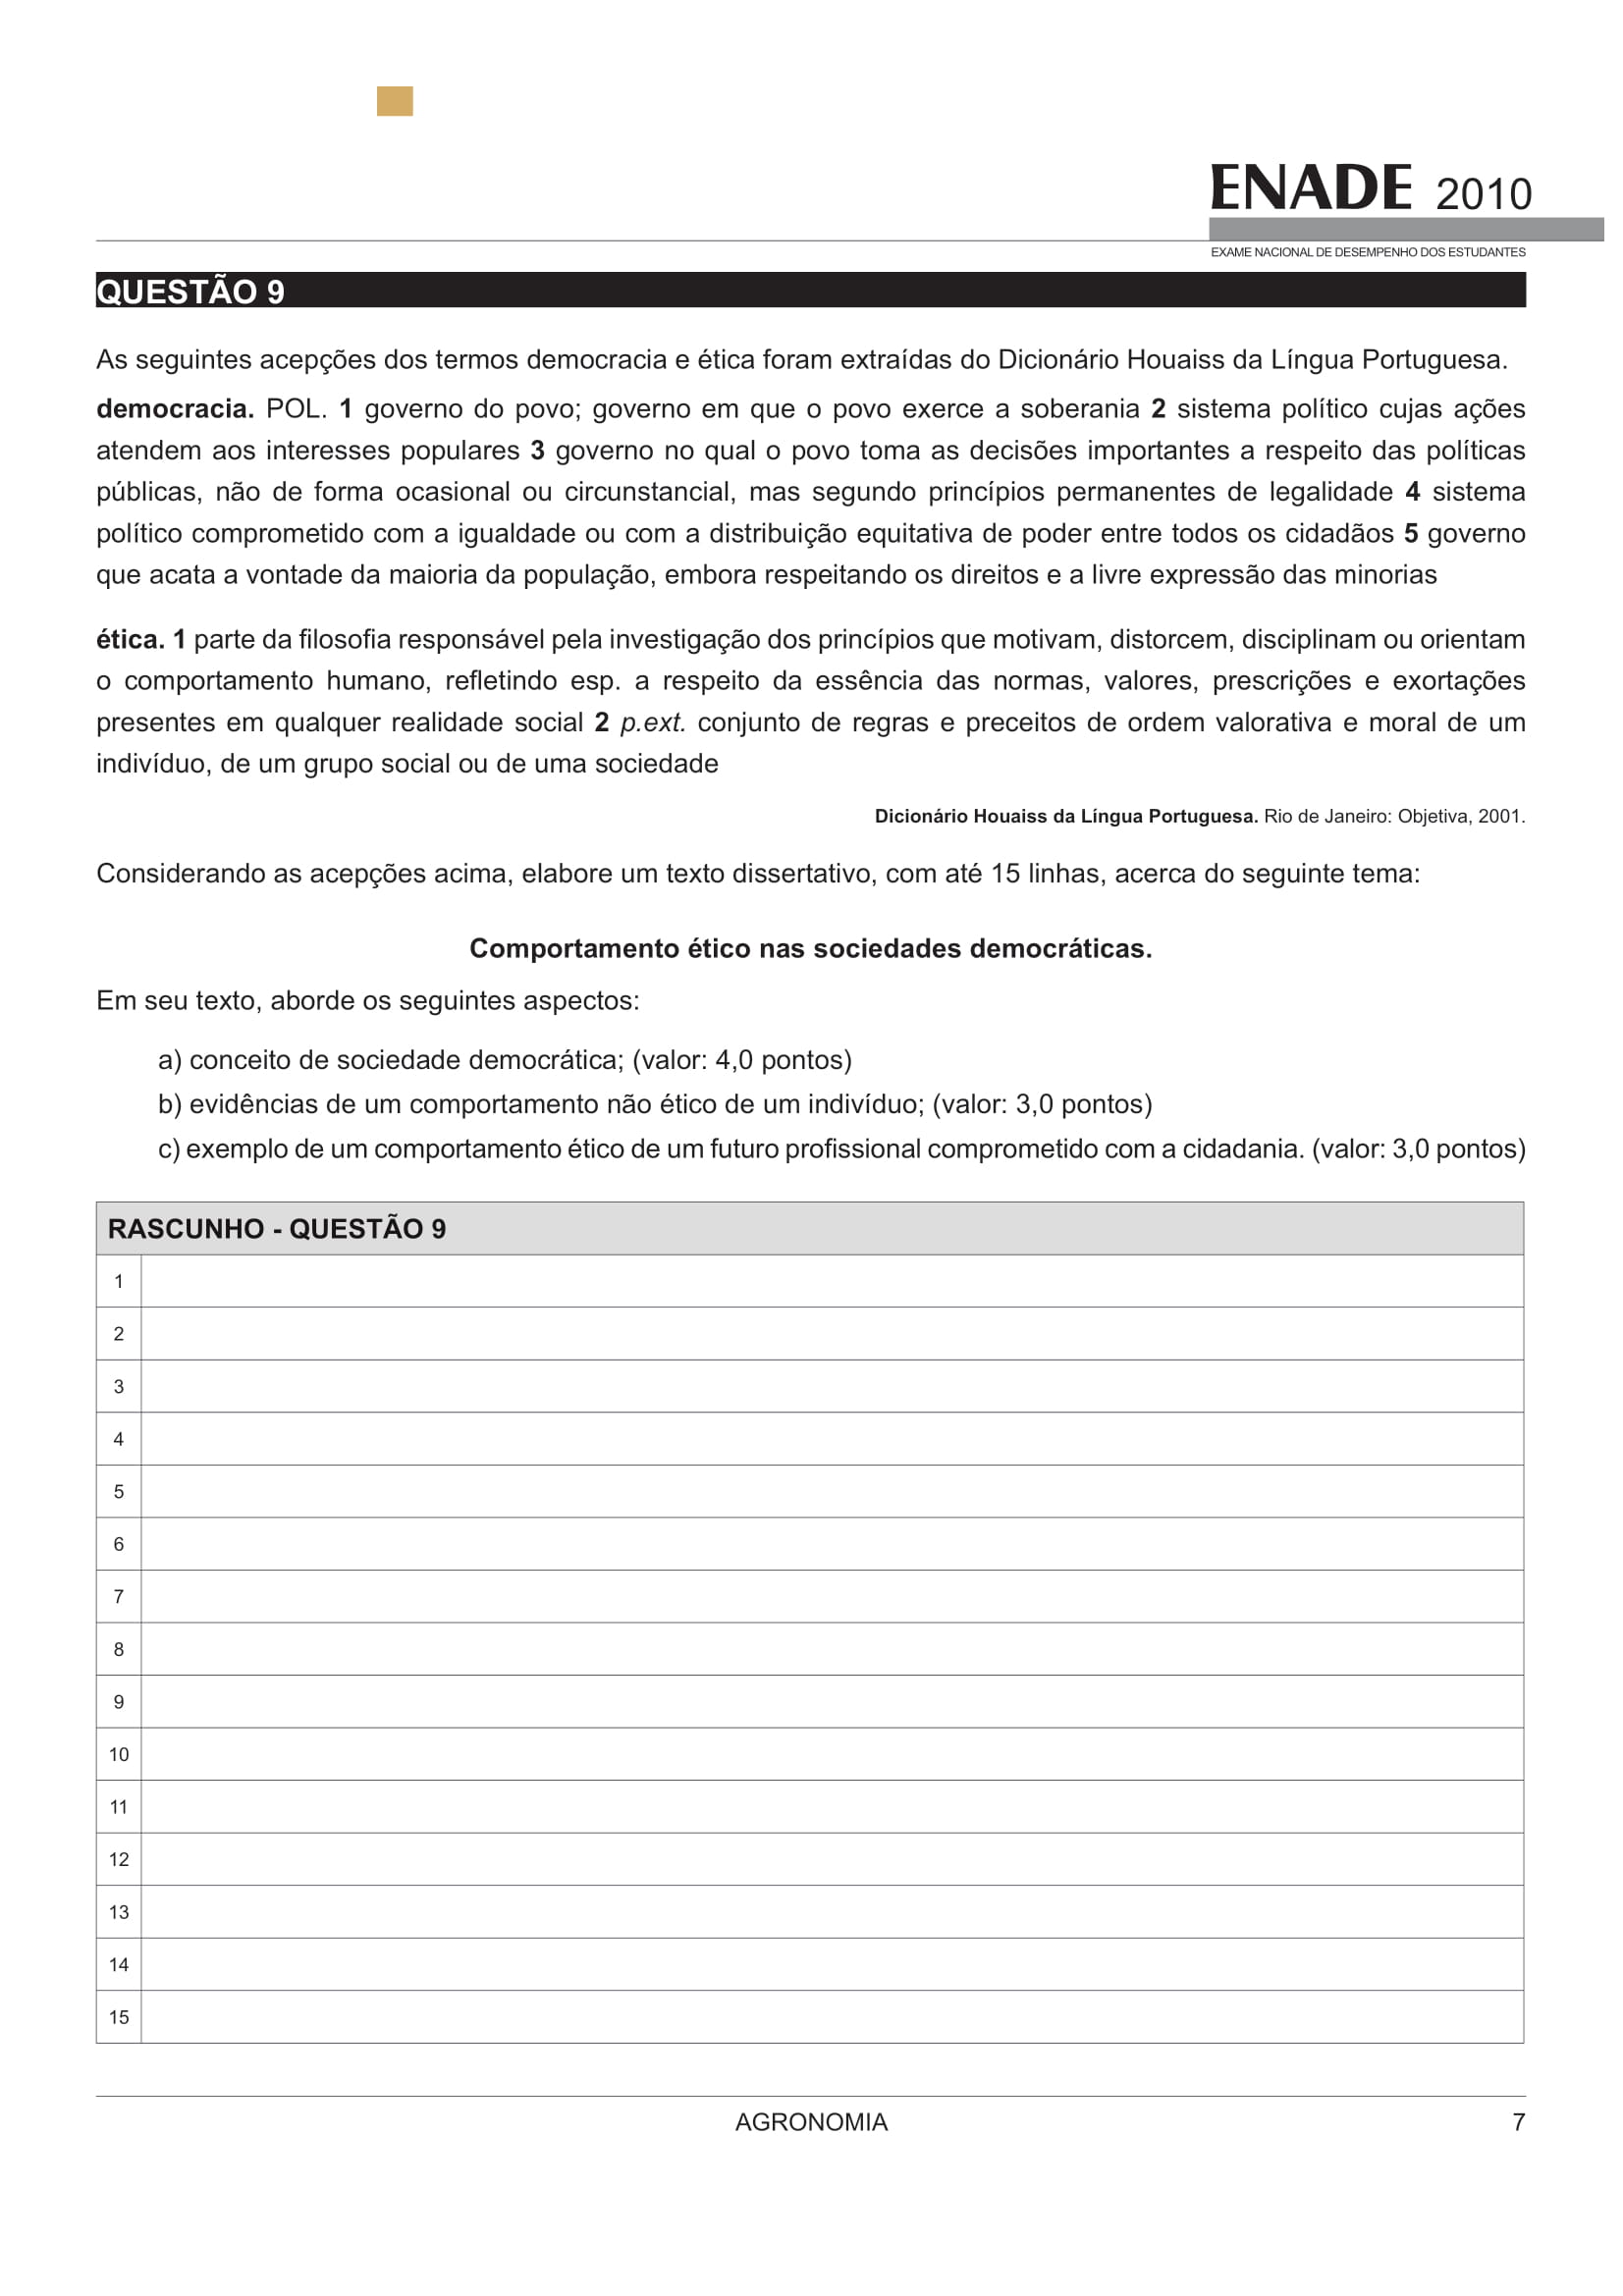 ENADE 2010
EXAME NACIONAL DE DESEMPENHO DOS ESTUDANTES
QUESTÃO 9
As seguintes acepções dos termos democracia e ética foram extraídas do Dicionário Houaiss da Língua Portuguesa.
democracia. POL. 1 governo do povo; governo em que o povo exerce a soberania 2 sistema político cujas ações
atendem aos interesses populares 3 governo no qual o povo toma as decisões importantes a respeito das políticas
públicas, não de forma ocasional ou circunstancial, mas segundo princípios permanentes de legalidade 4 sistema
político comprometido com a igualdade ou com a distribuição equitativa de poder entre todos os cidadãos 5 governo
que acata a vontade da maioria da população, embora respeitando os direitos e a livre expressão das minorias
ética. 1 parte da filosofia responsável pela investigação dos princípios que motivam, distorcem, disciplinam ou orientam
o comportamento humano, refletindo esp. a respeito da essência das normas, valores, prescrições e exortações
presentes em qualquer realidade social 2 p.ext. conjunto de regras e preceitos de ordem valorativa e moral de um
indivíduo, de um grupo social ou de uma sociedade
Dicionário Houaiss da Língua Portuguesa. Rio de Janeiro: Objetiva, 2001.
Considerando as acepções acima, elabore um texto dissertativo, com até 15 linhas, acerca do seguinte tema:
Comportamento ético nas sociedades democráticas.
Em seu texto, aborde os seguintes aspectos:
a) conceito de sociedade democrática; (valor: 4,0 pontos)
b) evidências de um comportamento não ético de um indivíduo; (valor: 3,0 pontos)
c) exemplo de um comportamento ético de um futuro profissional comprometido com a cidadania. (valor: 3,0 pontos)
RASCUNHO - QUESTÃO 9
1
2
3
4
5
6
7
8
9
10
11
12
13
14
15
AGRONOMIA 7